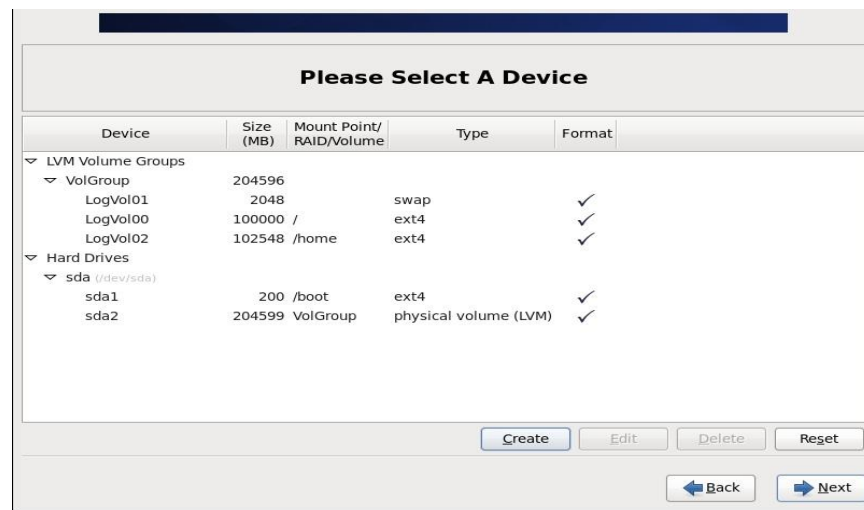 Please Select A Device
Device Size (MB) Mount Point/ RAID/Volume Type Format
LVM Volume Groups
VolGroup 204596
LogVol01 2048 swap
LogVol00 100000 / ext4
LogVol02 102548 /home ext4
Hard Drives
sda (/dev/sda)
sda1 200 /boot ext4
sda2 204599 VolGroup physical volume (LVM)
Create Edit Delete Reset
Back Next